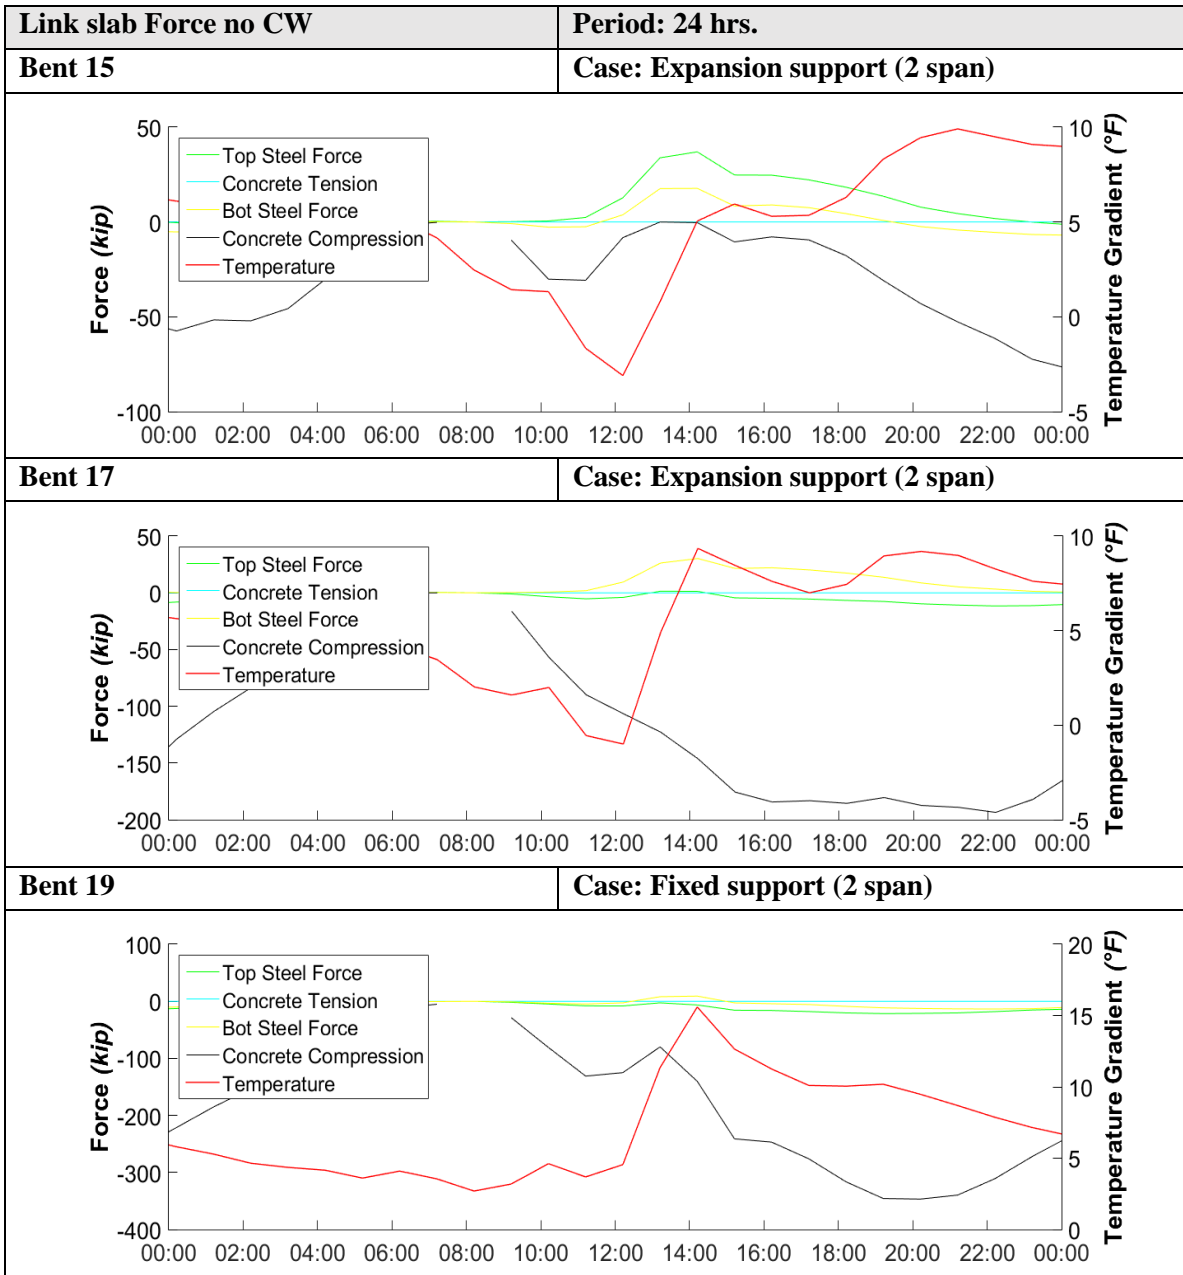 Link slab Force no CW Period: 24 hrs.
Bent 15 Case: Expansion support (2 span)
50 10
Top Steel Force
Concrete Tension
Bot Steel Force
Concrete Compression
Temperature
0 5
-50 0
-100 -5
Force (kip)
Temperature Gradient (°F)
00:00 02:00 04:00 06:00 08:00 10:00 12:00 14:00 16:00 18:00 20:00 22:00 00:00
Bent 17 Case: Expansion support (2 span)
50 10
Top Steel Force
Concrete Tension
Bot Steel Force
Concrete Compression
Temperature
0
-50 5
-100 0
-150
-200 -5
Force (kip)
Temperature Gradient (°F)
00:00 02:00 04:00 06:00 08:00 10:00 12:00 14:00 16:00 18:00 20:00 22:00 00:00
Bent 19 Case: Fixed support (2 span)
100 20
Top Steel Force
Concrete Tension
Bot Steel Force
Concrete Compression
Temperature
0 15
-100
-200 10
-300 5
-400 0
Force (kip)
Temperature Gradient (°F)
00:00 02:00 04:00 06:00 08:00 10:00 12:00 14:00 16:00 18:00 20:00 22:00 00:00